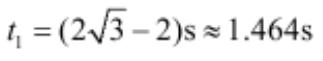 t₁ = (2√3 − 2)s ≈ 1.464s